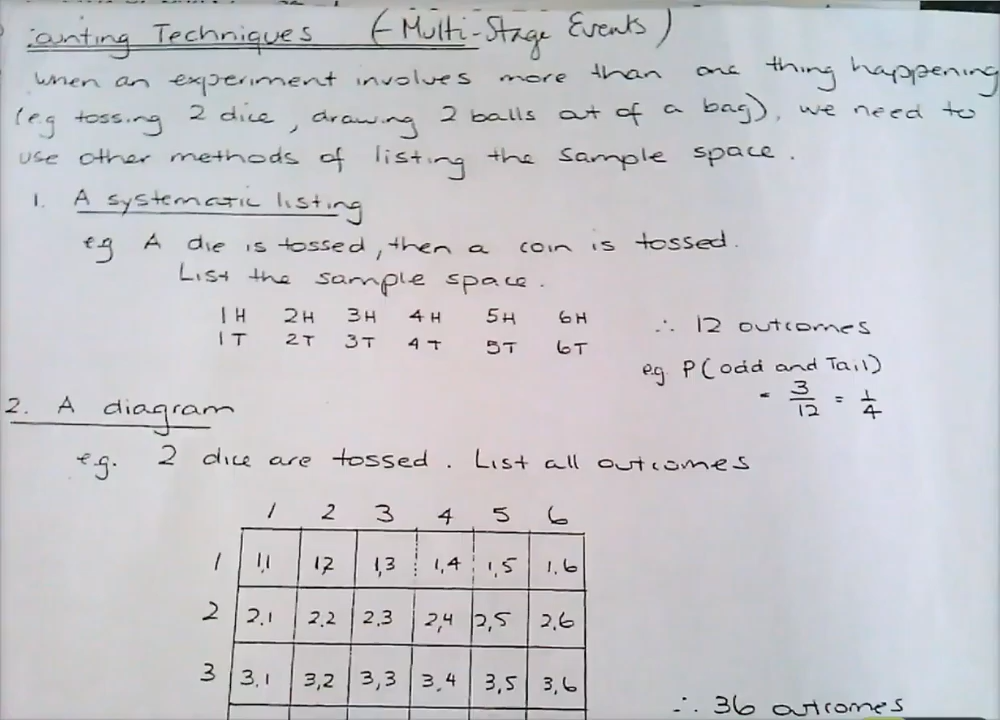 Counting Techniques (-Multi-Stage Events)
When an experiment involves more than one thing happening
(eg tossing 2 dice, drawing 2 balls out of a bag), we need to
use other methods of listing the sample space.
1. A systematic listing
eg A die is tossed, then a coin is tossed.
List the sample space.
1H 2H 3H 4H 5H 6H
1T 2T 3T 4T 5T 6T
∴ 12 outcomes
eg. P(odd and Tail)
= 3/12 = 1/4
2. A diagram
e.g. 2 dice are tossed. List all outcomes
1 2 3 4 5 6
1 1,1 1,2 1,3 1,4 1,5 1,6
2 2,1 2,2 2,3 2,4 2,5 2,6
3 3,1 3,2 3,3 3,4 3,5 3,6
∴ 36 outcomes